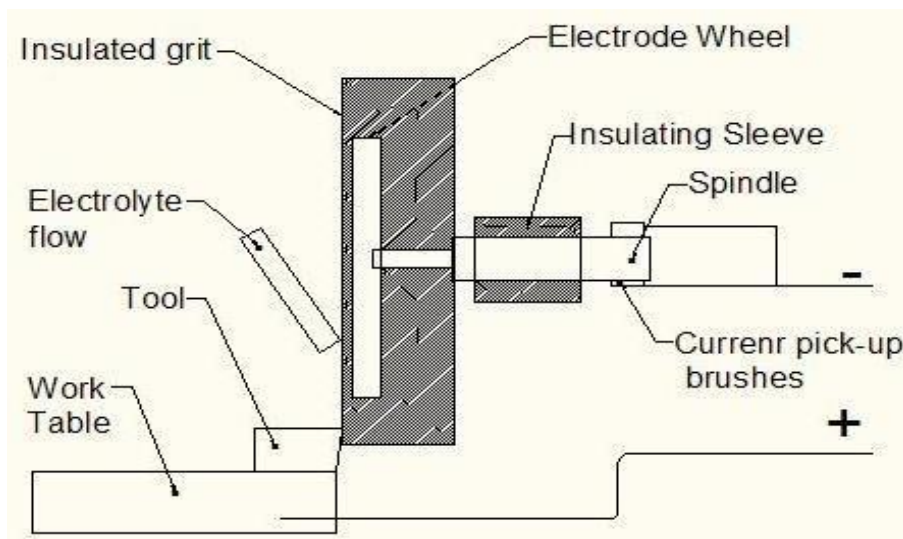 Insulated grit
Electrode Wheel
Insulating Sleeve
Spindle
Electrolyte
flow
-
Tool
Currenr pick-up
brushes
Work
Table
+